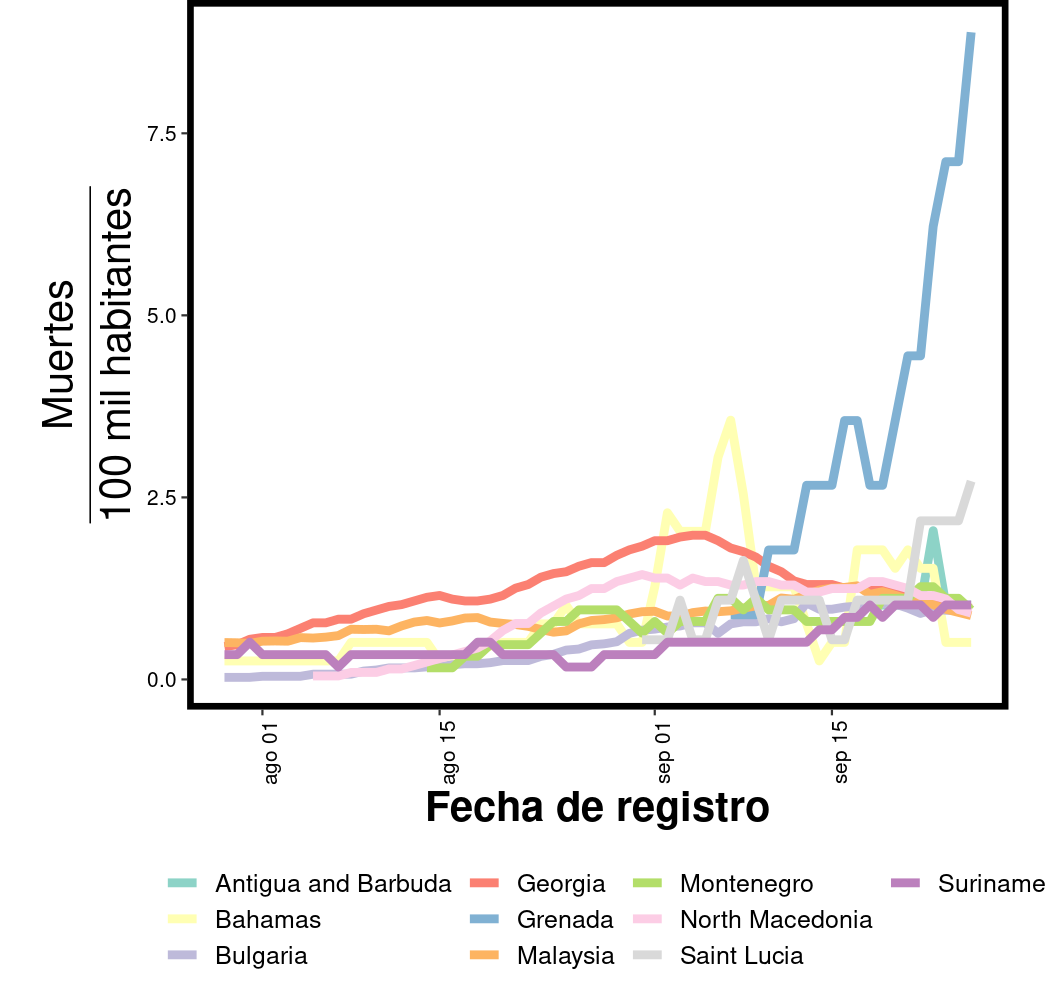 Muertes
100 mil habitantes
7.5
5.0
2.5
0.0
ago 01
ago 15
sep 01
sep 15
Fecha de registro
Antigua and Barbuda
Georgia
Montenegro
Suriname
Bahamas
Grenada
North Macedonia
Bulgaria
Malaysia
Saint Lucia